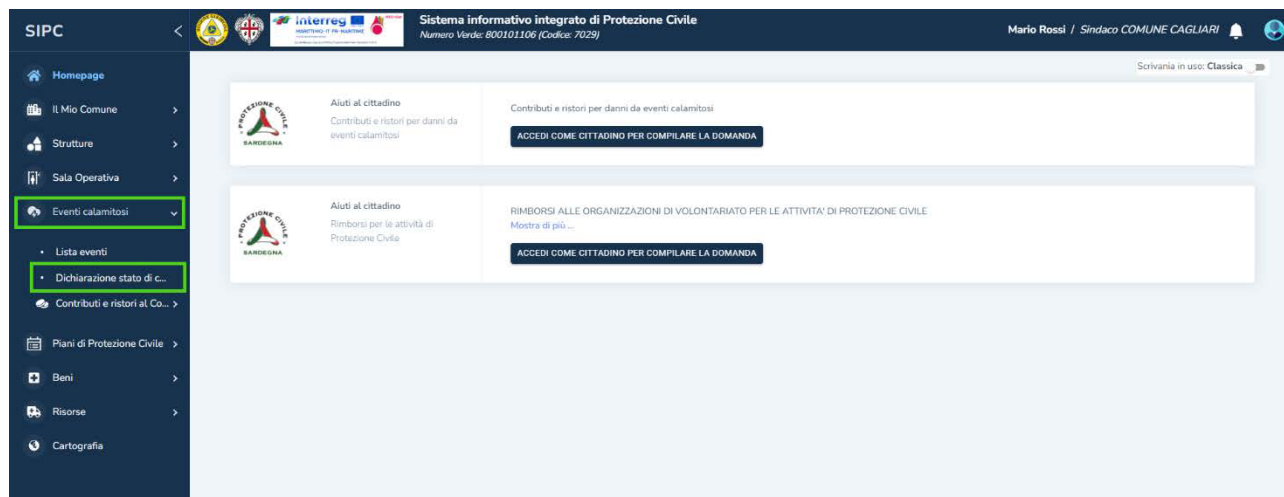 SIPC
Interreg
MARITTIMO-IT FR-MARITIME
Sistema informativo integrato di Protezione Civile
Numero Verde: 800101106 (Codice: 7029)
Mario Rossi / Sindaco COMUNE CAGLIARI
Scrivania in uso: Classica
Homepage
Il Mio Comune
Strutture
Sala Operativa
Eventi calamitosi
Lista eventi
Dichiarazione stato di c...
Contributi e ristori al Co...
Piani di Protezione Civile
Beni
Risorse
Cartografia
PROTEZIONE CIVILE
SARDEGNA
Aiuti al cittadino
Contributi e ristori per danni da
eventi calamitosi
Contributi e ristori per danni da eventi calamitosi
ACCEDI COME CITTADINO PER COMPILARE LA DOMANDA
PROTEZIONE CIVILE
SARDEGNA
Aiuti al cittadino
Rimborsi per le attività di
Protezione Civile
RIMBORSI ALLE ORGANIZZAZIONI DI VOLONTARIATO PER LE ATTIVITA' DI PROTEZIONE CIVILE
Mostra di più ...
ACCEDI COME CITTADINO PER COMPILARE LA DOMANDA